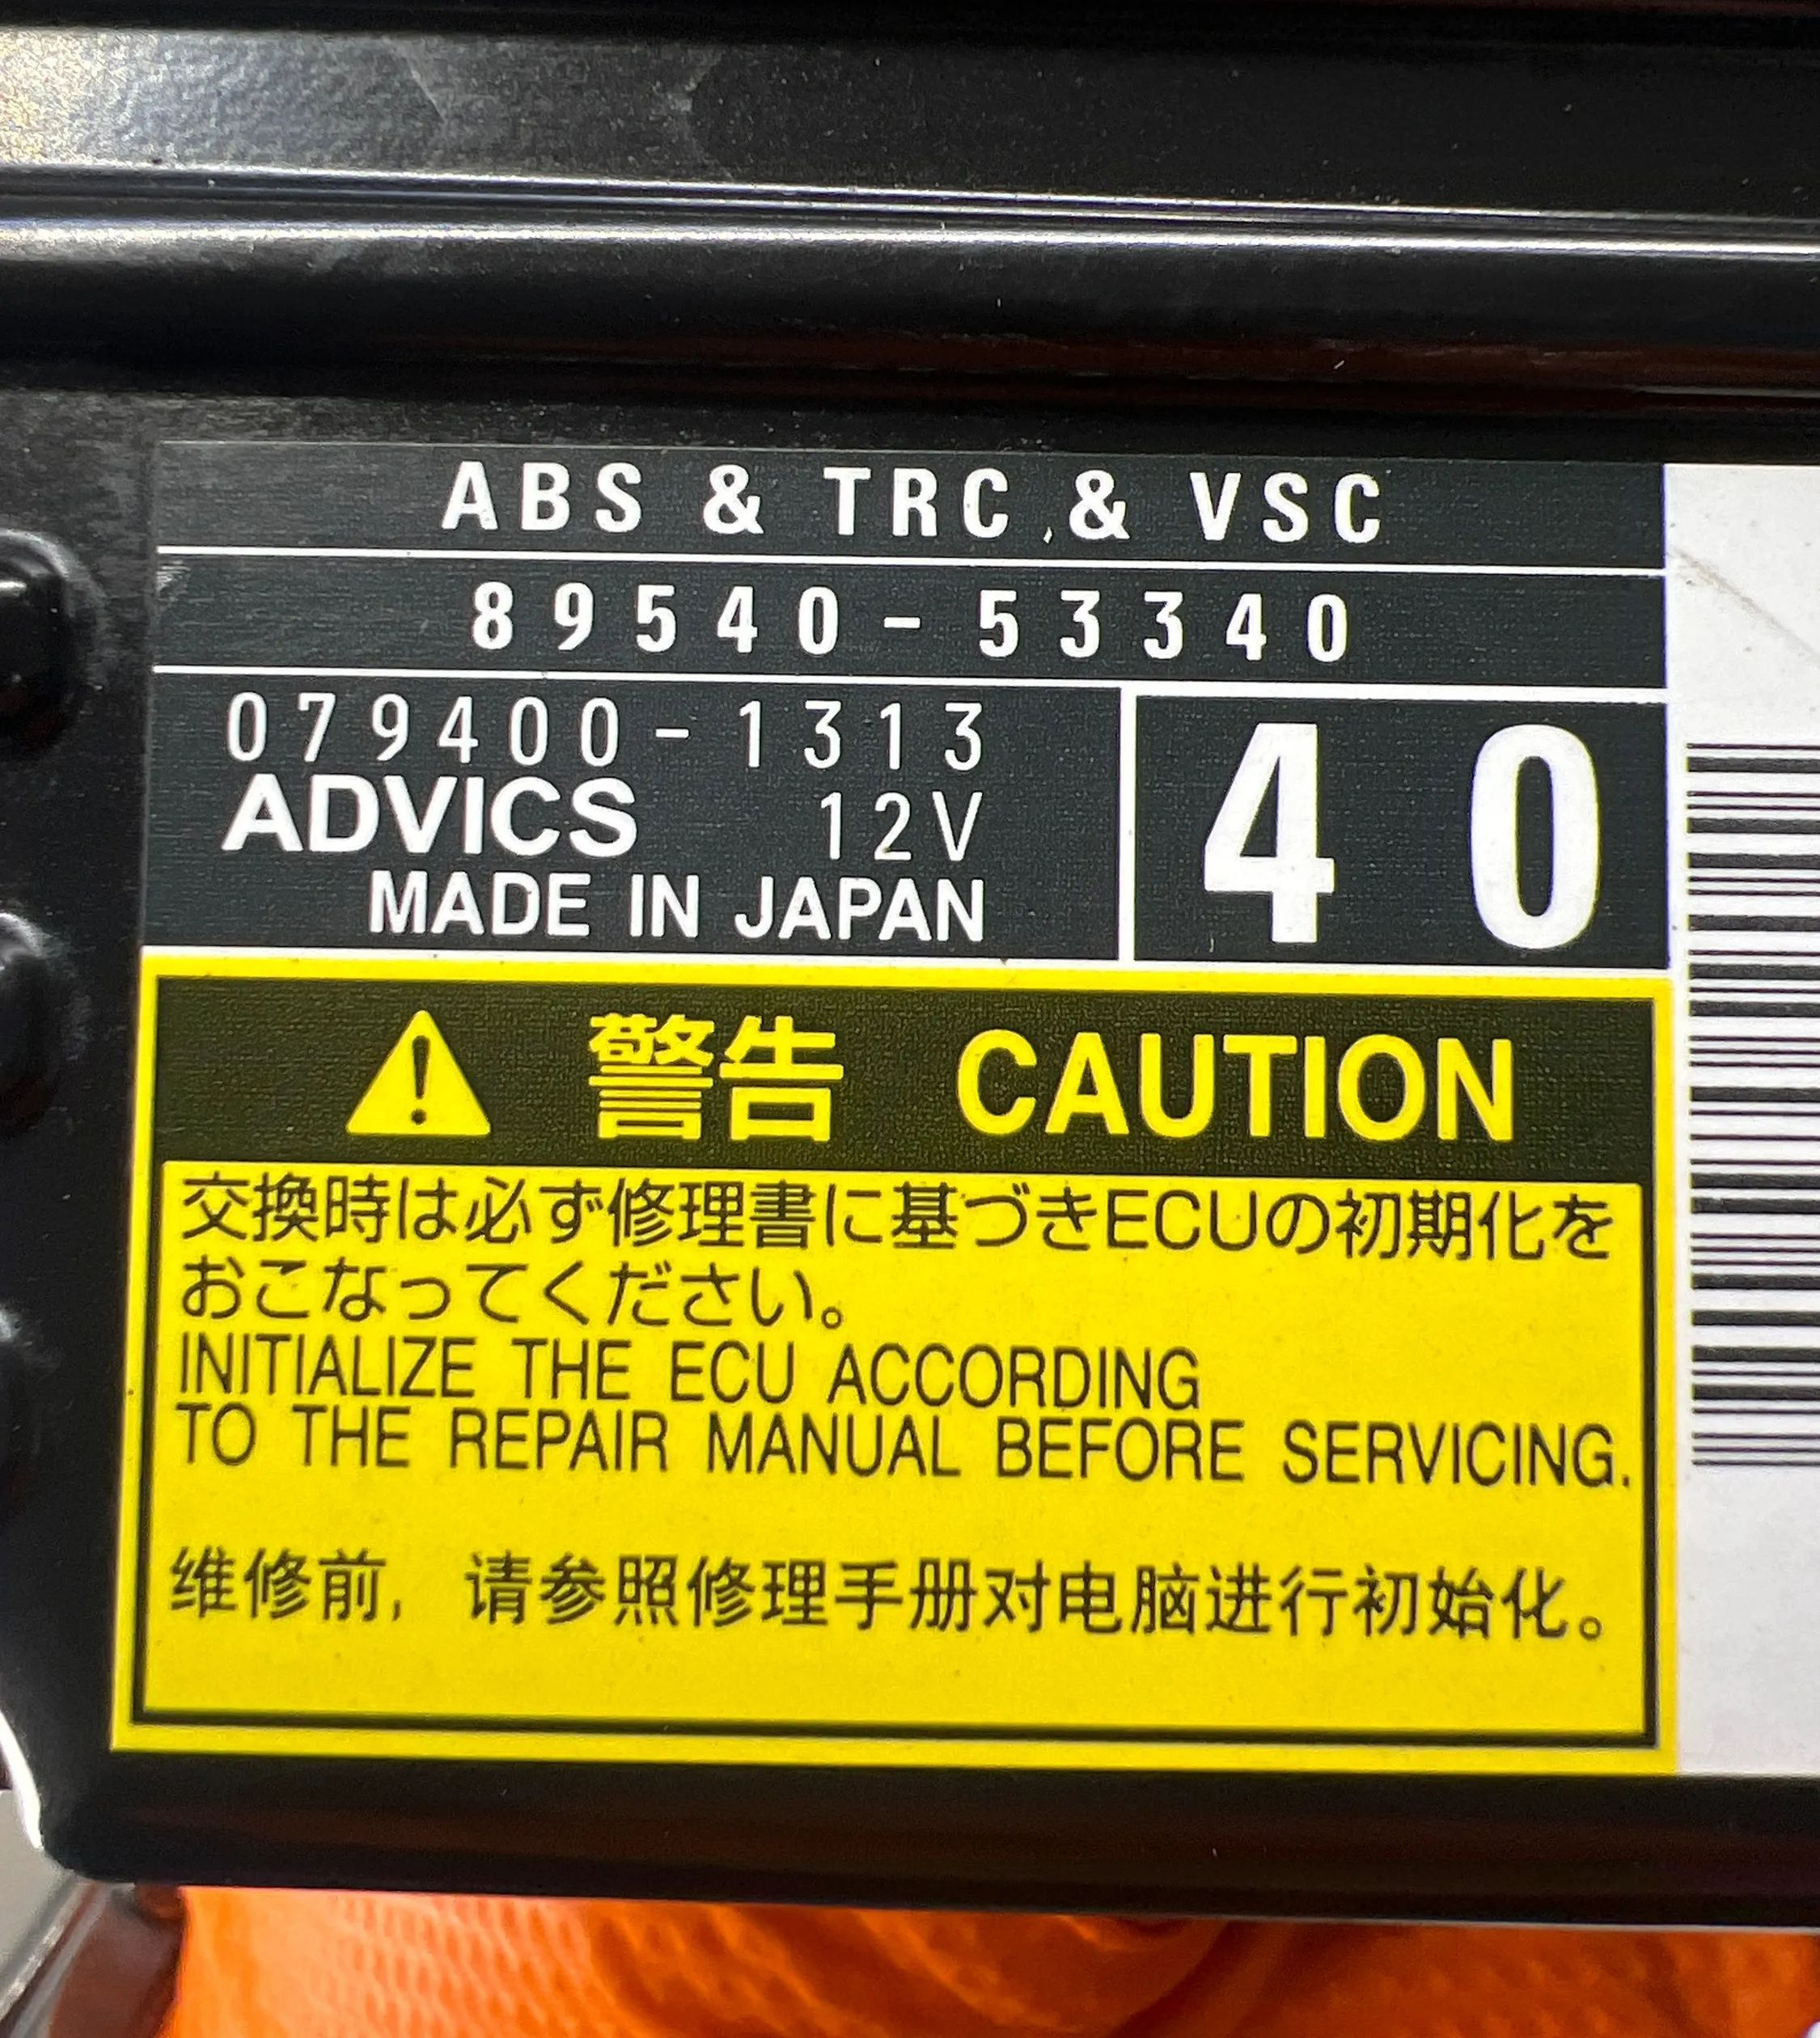 ABS & TRC & VSC
89540-53340
079400-1313
ADVICS 12V
MADE IN JAPAN
40
警告 CAUTION
交換時は必ず修理書に基づきECUの初期化を
おこなってください。
INITIALIZE THE ECU ACCORDING
TO THE REPAIR MANUAL BEFORE SERVICING.
维修前，请参照修理手册对电脑进行初始化。